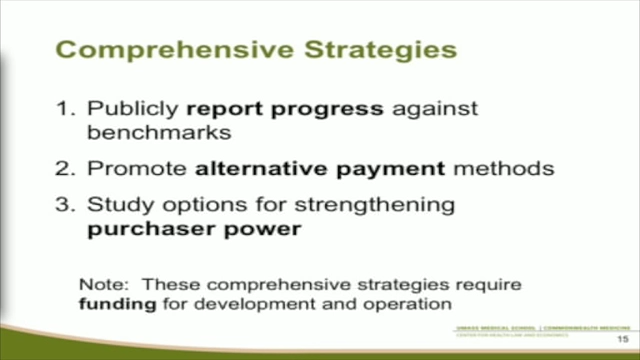 Comprehensive Strategies
1. Publicly report progress against
benchmarks
2. Promote alternative payment methods
3. Study options for strengthening
purchaser power
Note: These comprehensive strategies require
funding for development and operation
UMASS MEDICAL SCHOOL | COMMONWEALTH MEDICINE
CENTER FOR HEALTH LAW AND ECONOMICS
15